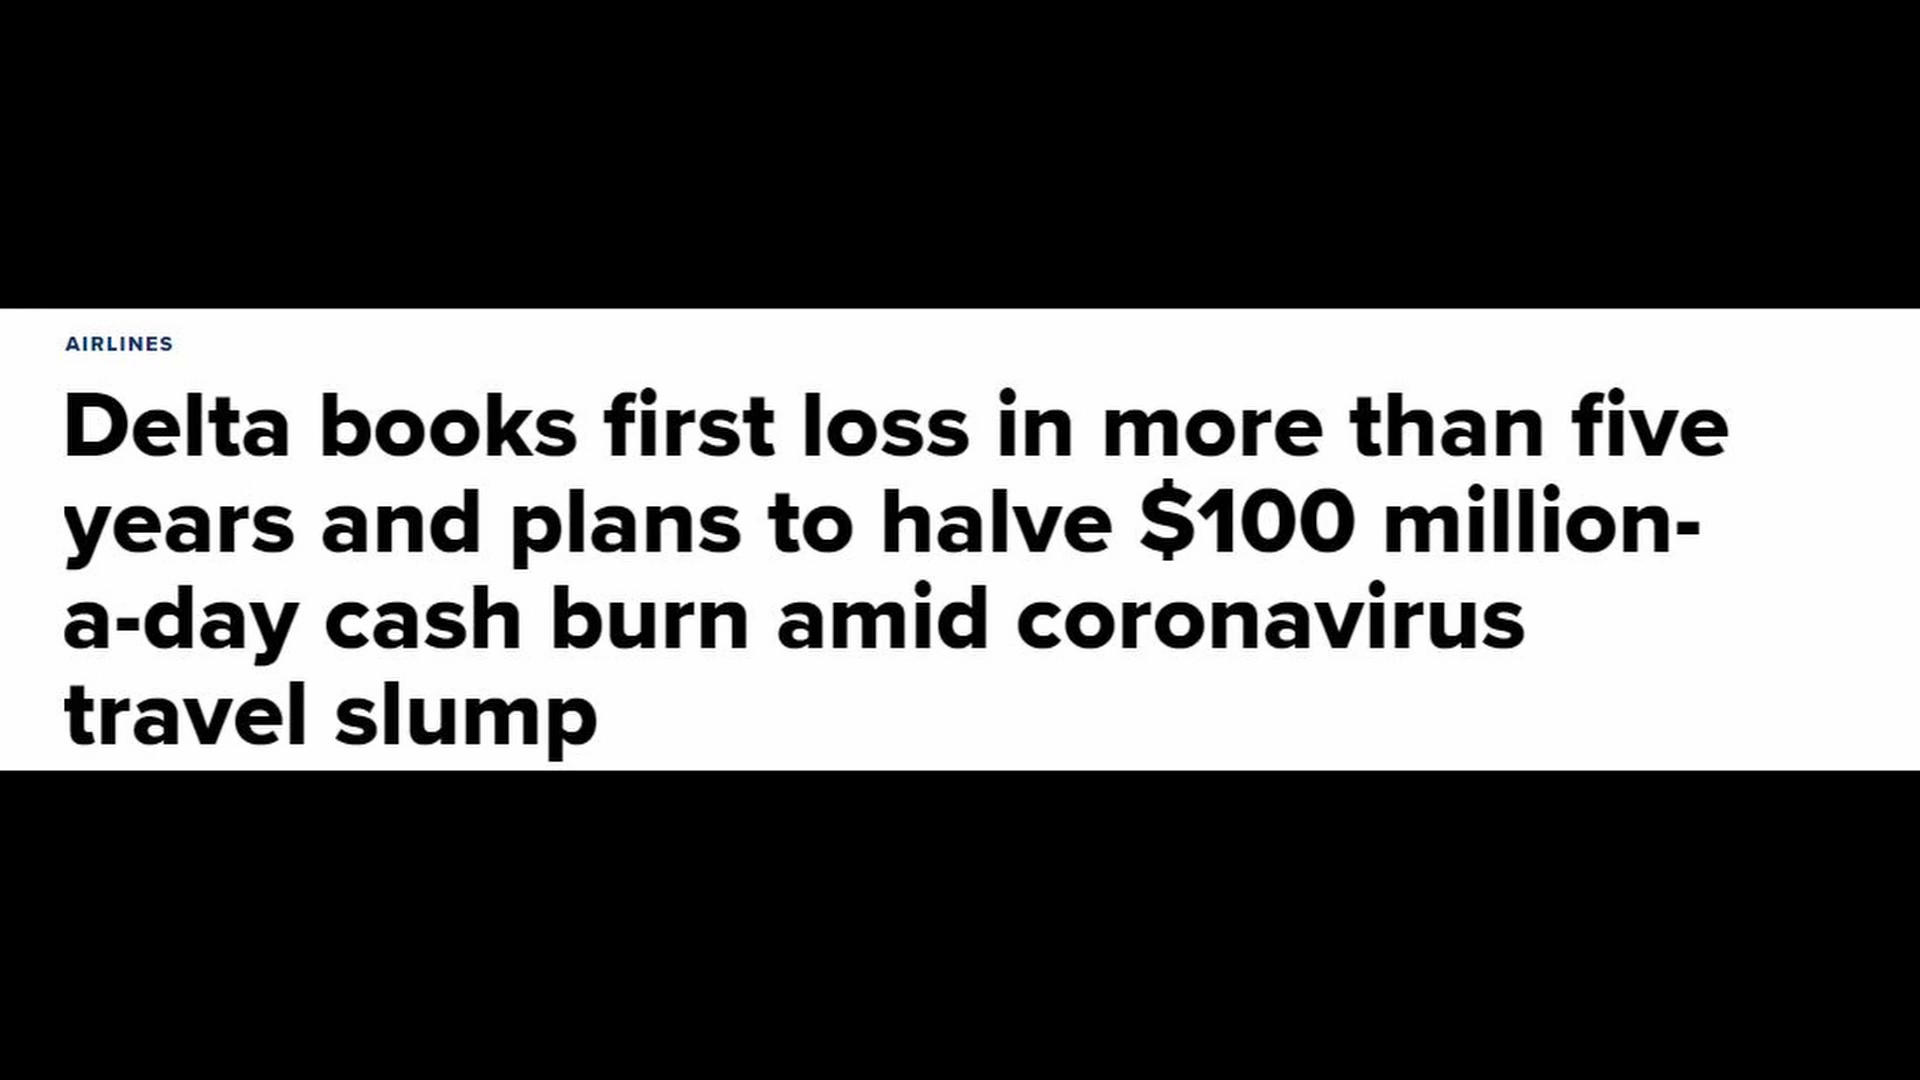 AIRLINES
Delta books first loss in more than five
years and plans to halve $100 million-
a-day cash burn amid coronavirus
travel slump